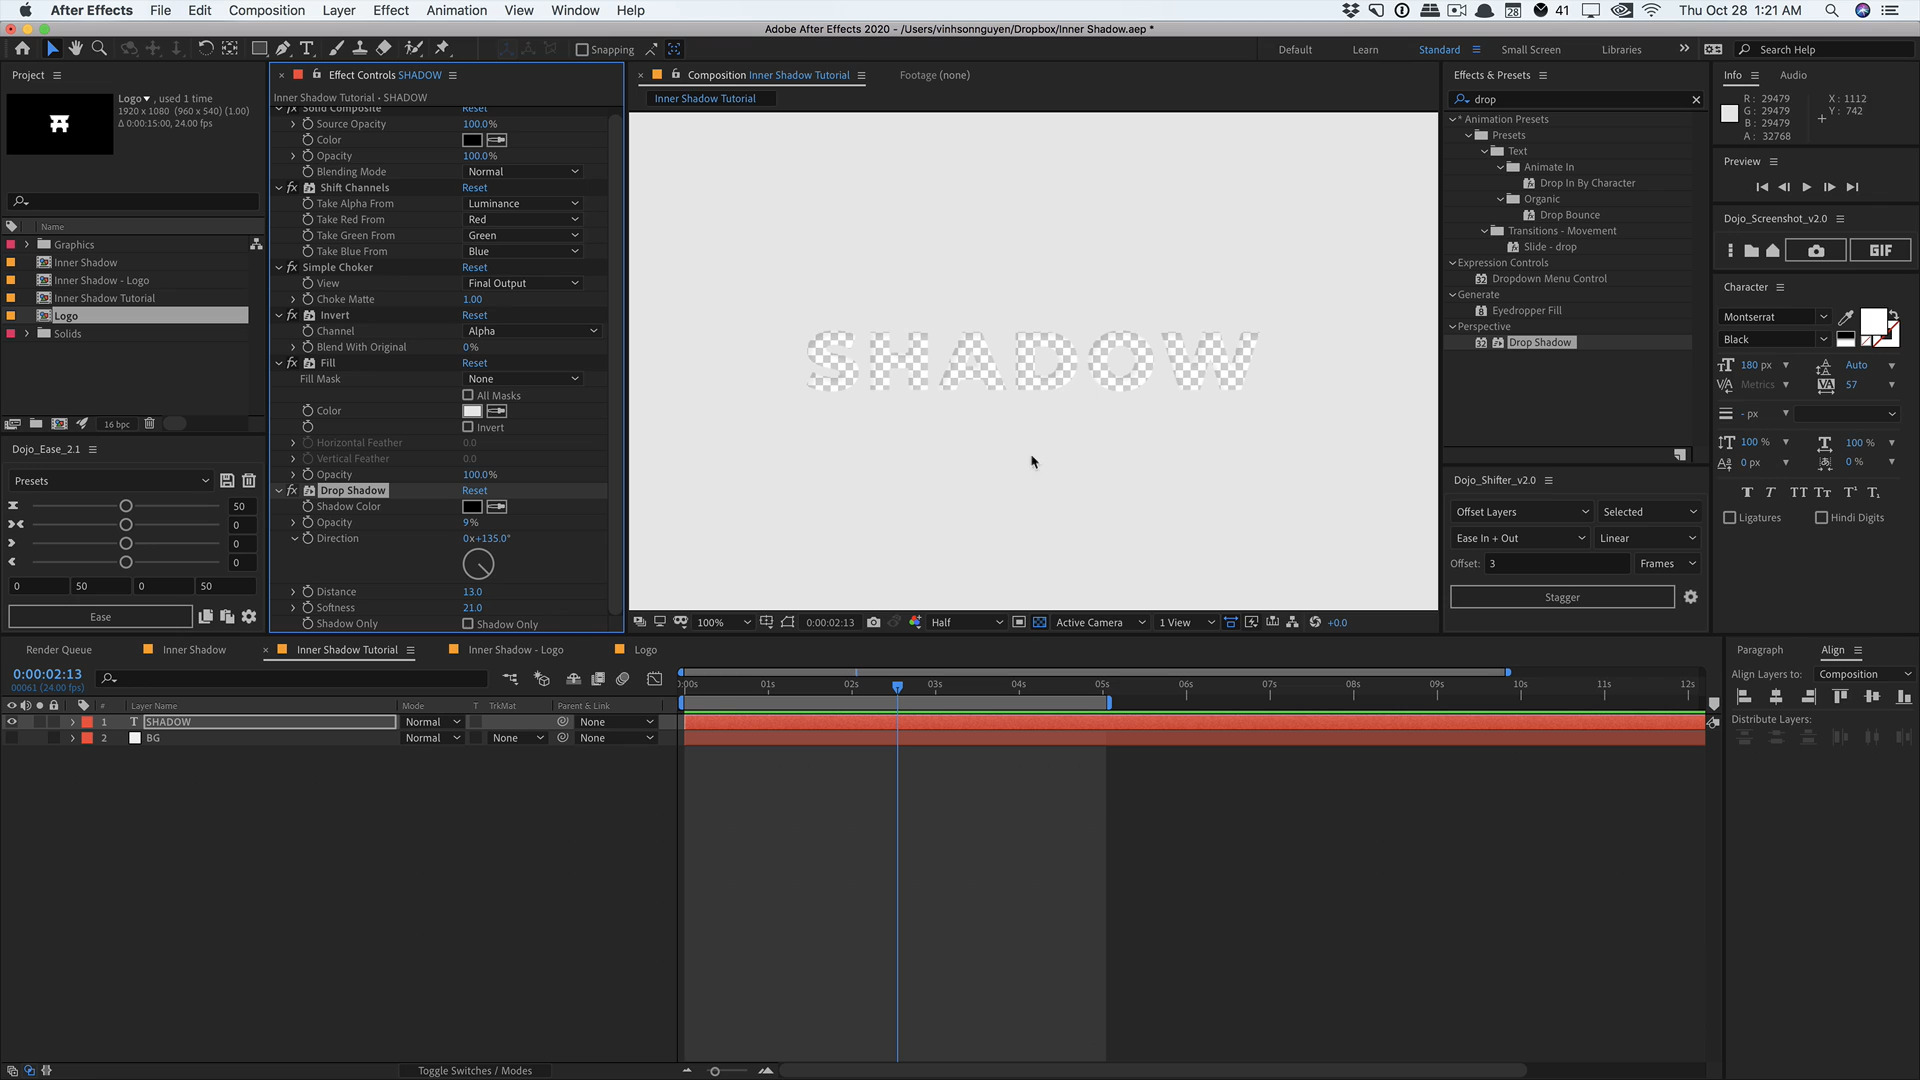 After Effects File Edit Composition Layer Effect Animation View Window Help 28 41 Thu Oct 28 1:21 AM
Adobe After Effects 2020 - /Users/vinhsonnguyen/Dropbox/Inner Shadow.aep *
Snapping Default Learn Standard Small Screen Libraries Search Help
Project
Logo , used 1 time
1920 x 1080 (960 x 540) (1.00)
Δ 0:00:15:00, 24.00 fps
Name
Graphics
Inner Shadow
Inner Shadow - Logo
Inner Shadow Tutorial
Logo
Solids
16 bpc
Dojo_Ease_2.1
Presets
50
0
0
0
0 50 0 50
Ease
Effect Controls SHADOW
Inner Shadow Tutorial - SHADOW
Solid Composite Reset
Source Opacity 100.0%
Color
Opacity 100.0%
Blending Mode Normal
fx Shift Channels Reset
Take Alpha From Luminance
Take Red From Red
Take Green From Green
Take Blue From Blue
fx Simple Choker Reset
View Final Output
Choke Matte 1.00
fx Invert Reset
Channel Alpha
Blend With Original 0%
fx Fill Reset
Fill Mask None
All Masks
Color
Invert
Horizontal Feather 0.0
Vertical Feather 0.0
Opacity 100.0%
fx Drop Shadow Reset
Shadow Color
Opacity 9%
Direction 0x+135.0°
Distance 13.0
Softness 21.0
Shadow Only Shadow Only
Composition Inner Shadow Tutorial Footage (none)
Inner Shadow Tutorial
SHADOW
100% 0:00:02:13 Half Active Camera 1 View +0.0
Effects & Presets
drop
* Animation Presets
Presets
Text
Animate In
Drop In By Character
Organic
Drop Bounce
Transitions - Movement
Slide - drop
Expression Controls
Dropdown Menu Control
Generate
Eyedropper Fill
Perspective
Drop Shadow
Dojo_Shifter_v2.0
Offset Layers Selected
Ease In + Out Linear
Offset: 3 Frames
Stagger
Info Audio
R: 29479 X: 1112
G: 29479 Y: 742
B: 29479
A: 32768
Preview
Dojo_Screenshot_v2.0
GIF
Character
Montserrat
Black
180 px Auto
Metrics 57
- px
100 % 100 %
0 px 0 %
T T TT Tт T¹ T₁
Ligatures Hindi Digits
Render Queue Inner Shadow Inner Shadow Tutorial Inner Shadow - Logo Logo
0:00:02:13
00061 (24.00 fps)
:00s 01s 02s 03s 04s 05s 06s 07s 08s 09s 10s 11s 12s
# Layer Name Mode T TrkMat Parent & Link
1 T SHADOW Normal None
2 BG Normal None None
Toggle Switches / Modes
Paragraph Align
Align Layers to: Composition
Distribute Layers: